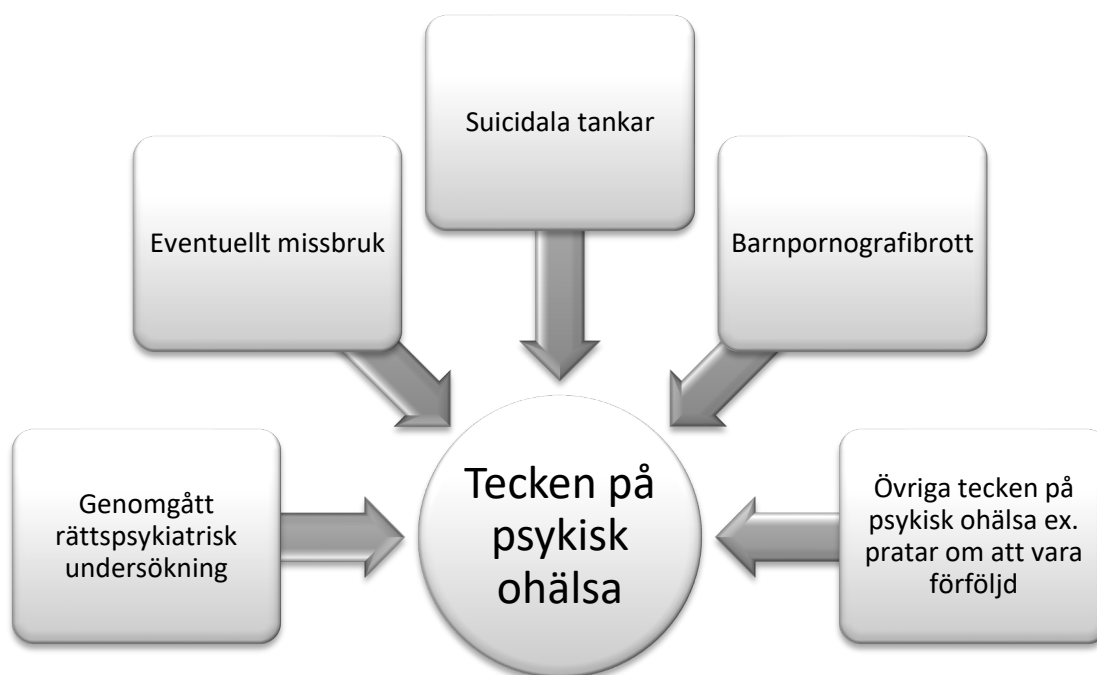 Suicidala tankar
Eventuellt missbruk
Barnpornografibrott
Genomgått
rättspsykiatrisk
undersökning
Tecken på
psykisk
ohälsa
Övriga tecken på
psykisk ohälsa ex.
pratar om att vara
förföljd